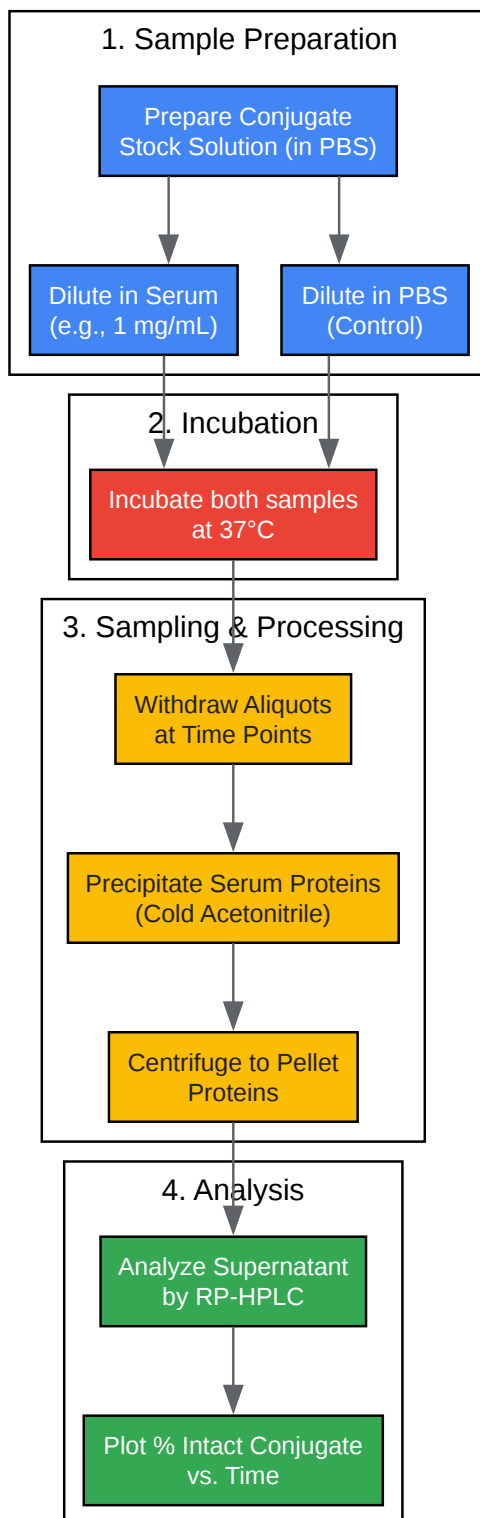 1. Sample Preparation
Prepare Conjugate
Stock Solution (in PBS)
Dilute in Serum
(e.g., 1 mg/mL)
Dilute in PBS
(Control)
2. Incubation
Incubate both samples
at 37°C
3. Sampling & Processing
Withdraw Aliquots
at Time Points
Precipitate Serum Proteins
(Cold Acetonitrile)
Centrifuge to Pellet
Proteins
4. Analysis
Analyze Supernatant
by RP-HPLC
Plot % Intact Conjugate
vs. Time